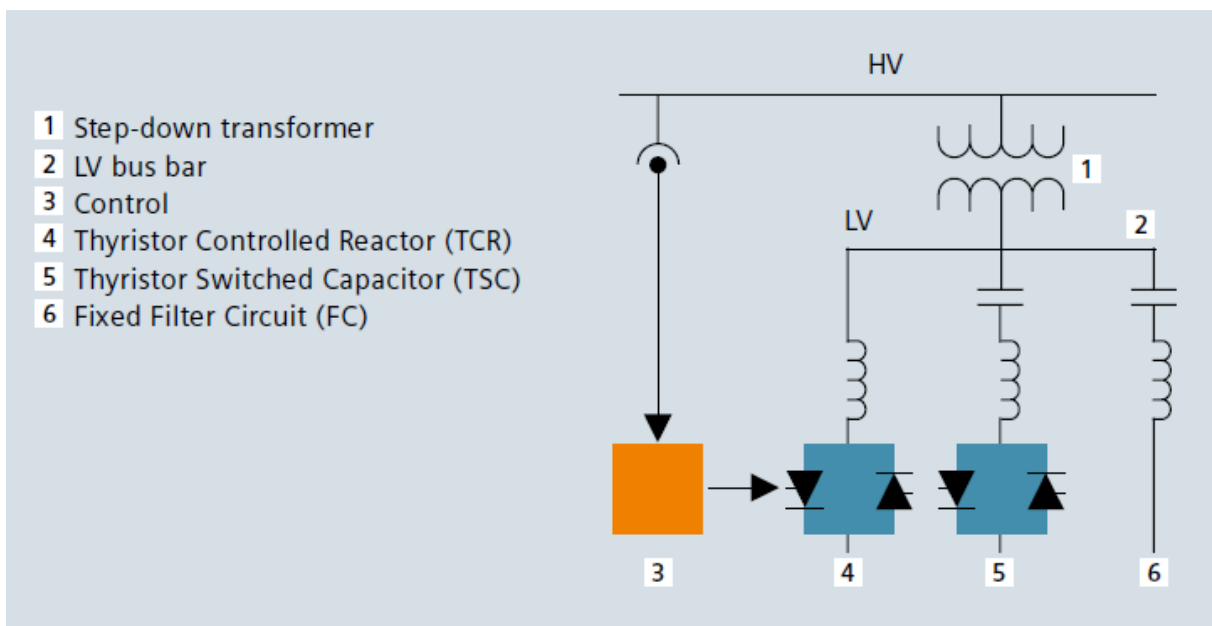 1 Step-down transformer
2 LV bus bar
3 Control
4 Thyristor Controlled Reactor (TCR)
5 Thyristor Switched Capacitor (TSC)
6 Fixed Filter Circuit (FC)
HV
1
LV
2
3
4
5
6